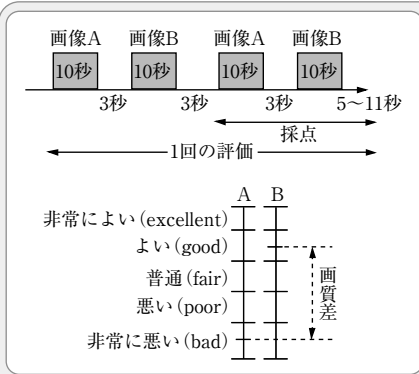 画像A 画像B 画像A 画像B
10秒 10秒 10秒 10秒
3秒 3秒 3秒 5～11秒
採点
1回の評価
A B
非常によい(excellent)
よい(good)
普通(fair)
悪い(poor)
非常に悪い(bad)
画質差